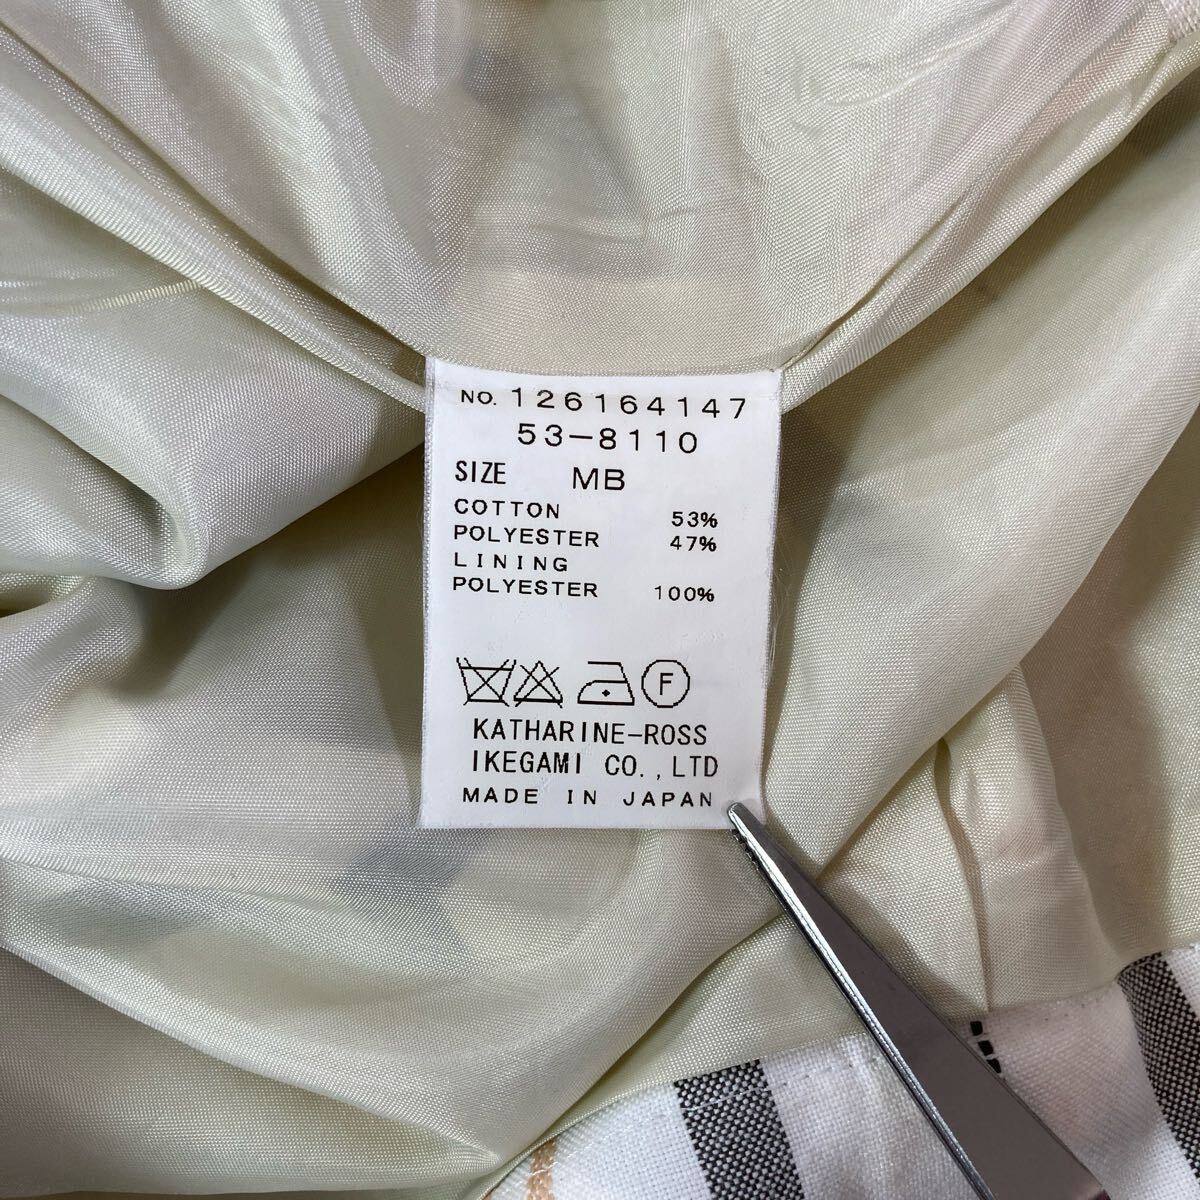 NO. 126164147
53-8110
SIZE MB
COTTON 53%
POLYESTER 47%
LINING
POLYESTER 100%
F
KATHARINE-ROSS
IKEGAMI CO.,LTD
MADE IN JAPAN